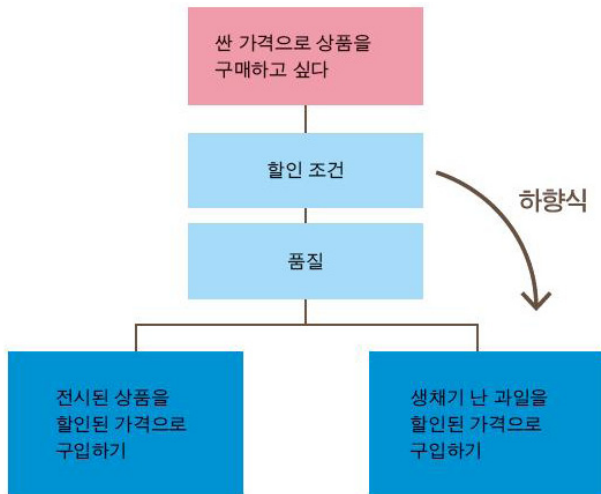 싼 가격으로 상품을
구매하고 싶다
할인 조건
하향식
품질
전시된 상품을
할인된 가격으로
구입하기
생채기 난 과일을
할인된 가격으로
구입하기